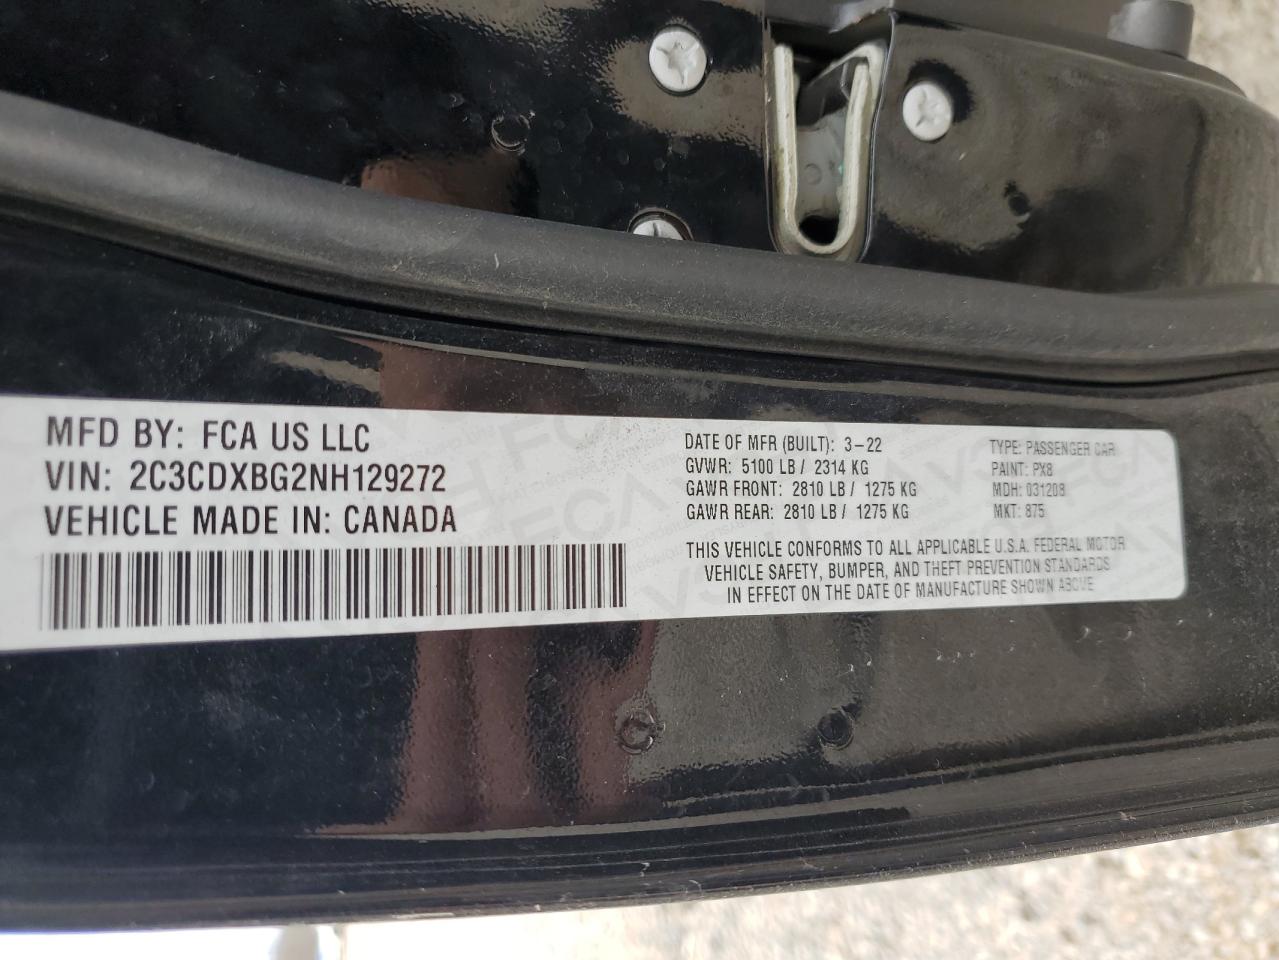 MFD BY: FCA US LLC
VIN: 2C3CDXBG2NH129272
VEHICLE MADE IN: CANADA
DATE OF MFR (BUILT): 3-22
GVWR: 5100 LB / 2314 KG
GAWR FRONT: 2810 LB / 1275 KG
GAWR REAR: 2810 LB / 1275 KG
TYPE: PASSENGER CAR
PAINT: PX8
MDH: 031208
MKT: 875
THIS VEHICLE CONFORMS TO ALL APPLICABLE U.S.A. FEDERAL MOTOR
VEHICLE SAFETY, BUMPER, AND THEFT PREVENTION STANDARDS
IN EFFECT ON THE DATE OF MANUFACTURE SHOWN ABOVE